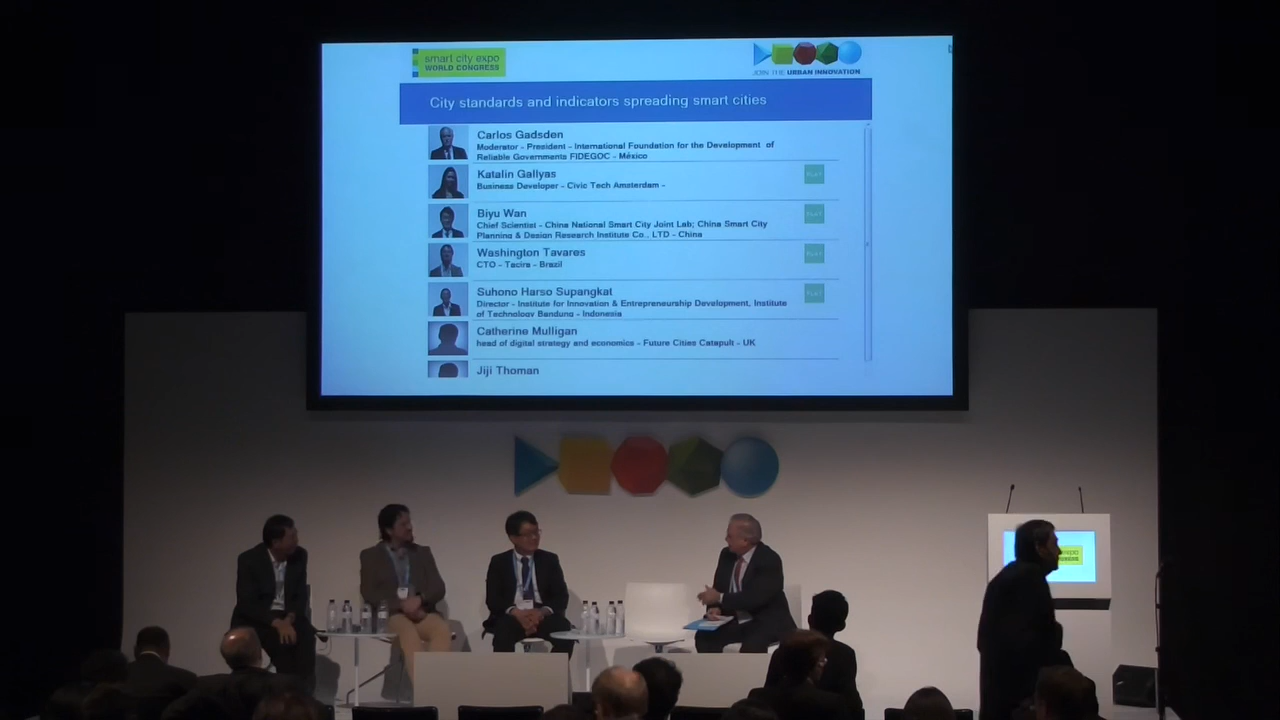 smart city expo
WORLD CONGRESS
JOIN THE URBAN INNOVATION
City standards and indicators spreading smart cities
Carlos Gadsden
Moderator - President - International Foundation for the Development of
Reliable Governments FIDEGOC - México
Katalin Gallyas
Business Developer - Civic Tech Amsterdam -
PLAY
Biyu Wan
Chief Scientist - China National Smart City Joint Lab; China Smart City
Planning & Design Research Institute Co., LTD - China
PLAY
Washington Tavares
CTO - Tacira - Brazil
PLAY
Suhono Harso Supangkat
Director - Institute for Innovation & Entrepreneurship Development, Institute
of Technology Bandung - Indonesia
PLAY
Catherine Mulligan
head of digital strategy and economics - Future Cities Catapult - UK
Jiji Thoman